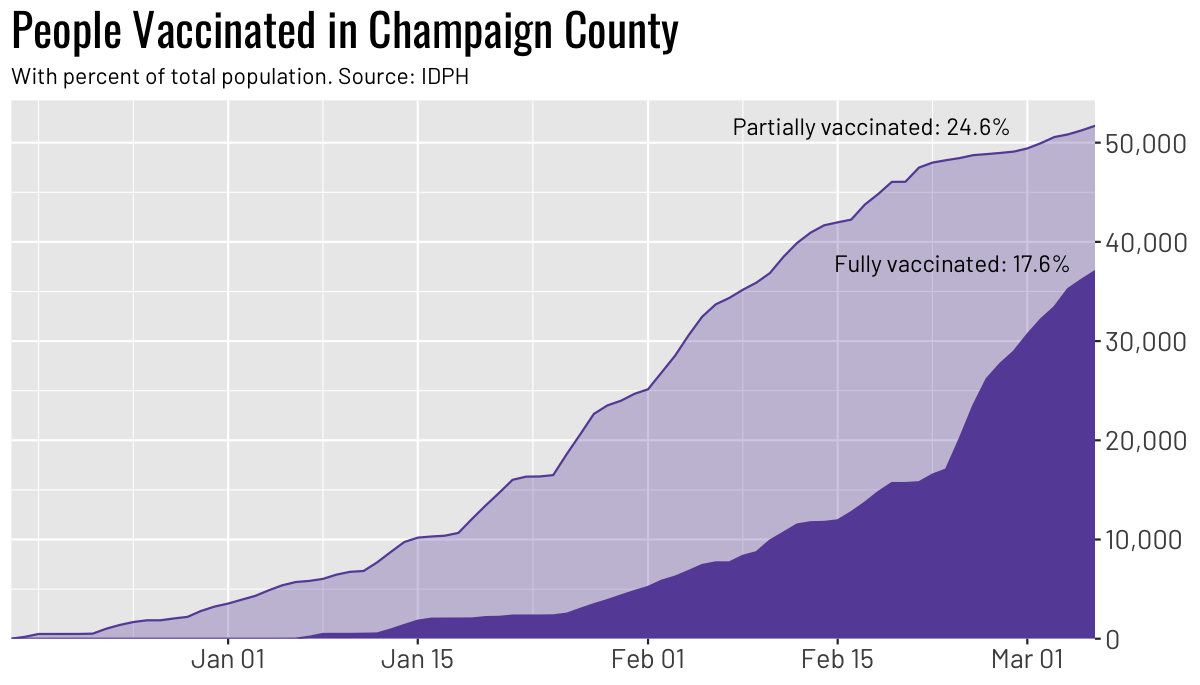 People Vaccinated in Champaign County
With percent of total population. Source: IDPH
Partially vaccinated: 24.6%
50,000
40,000
Fully vaccinated: 17.6%
30,000
20,000
10,000
0
Jan 01 Jan 15 Feb 01 Feb 15 Mar 01